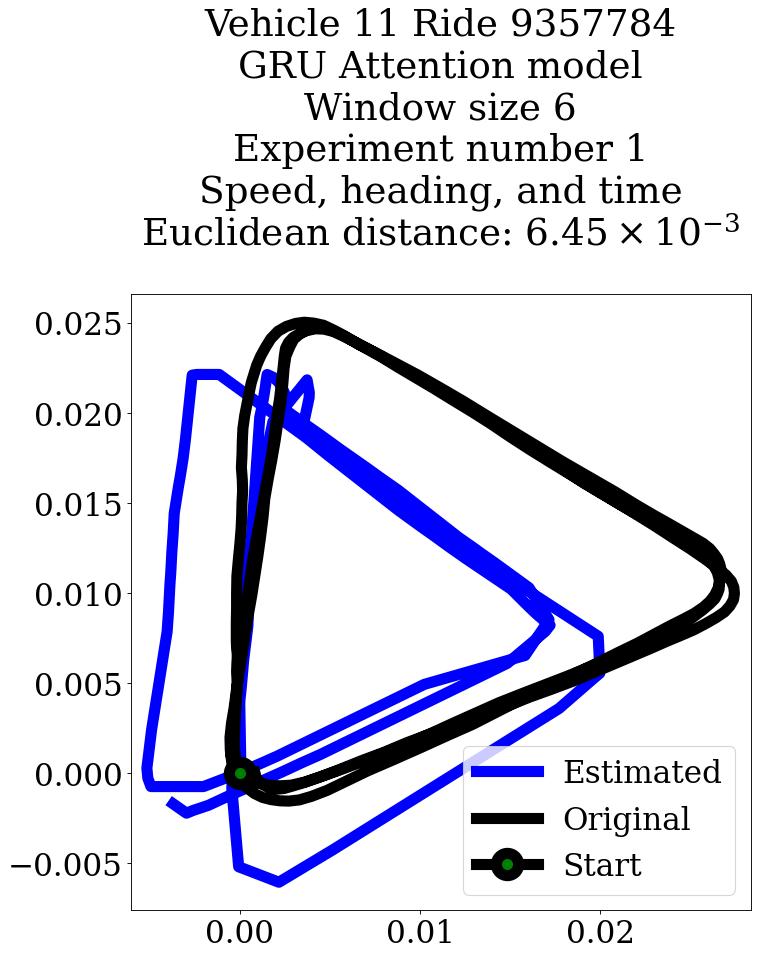 Vehicle 11 Ride 9357784
GRU Attention model
Window size 6
Experiment number 1
Speed, heading, and time
Euclidean distance: 6.45 × 10⁻³
0.025
0.020
0.015
0.010
0.005
0.000
−0.005
Estimated
Original
Start
0.00 0.01 0.02